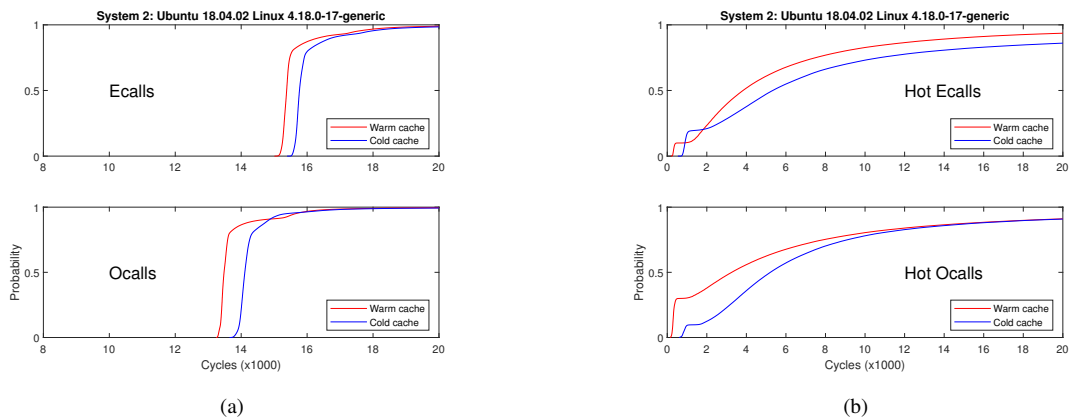 System 2: Ubuntu 18.04.02 Linux 4.18.0-17-generic
1
0.5
0
Ecalls
Warm cache
Cold cache
8 10 12 14 16 18 20
1
0.5
0
Probability
Ocalls
Warm cache
Cold cache
8 10 12 14 16 18 20
Cycles (x1000)
(a)
System 2: Ubuntu 18.04.02 Linux 4.18.0-17-generic
1
0.5
0
Hot Ecalls
Warm cache
Cold cache
0 2 4 6 8 10 12 14 16 18 20
1
0.5
0
Probability
Hot Ocalls
Warm cache
Cold cache
0 2 4 6 8 10 12 14 16 18 20
Cycles (x1000)
(b)